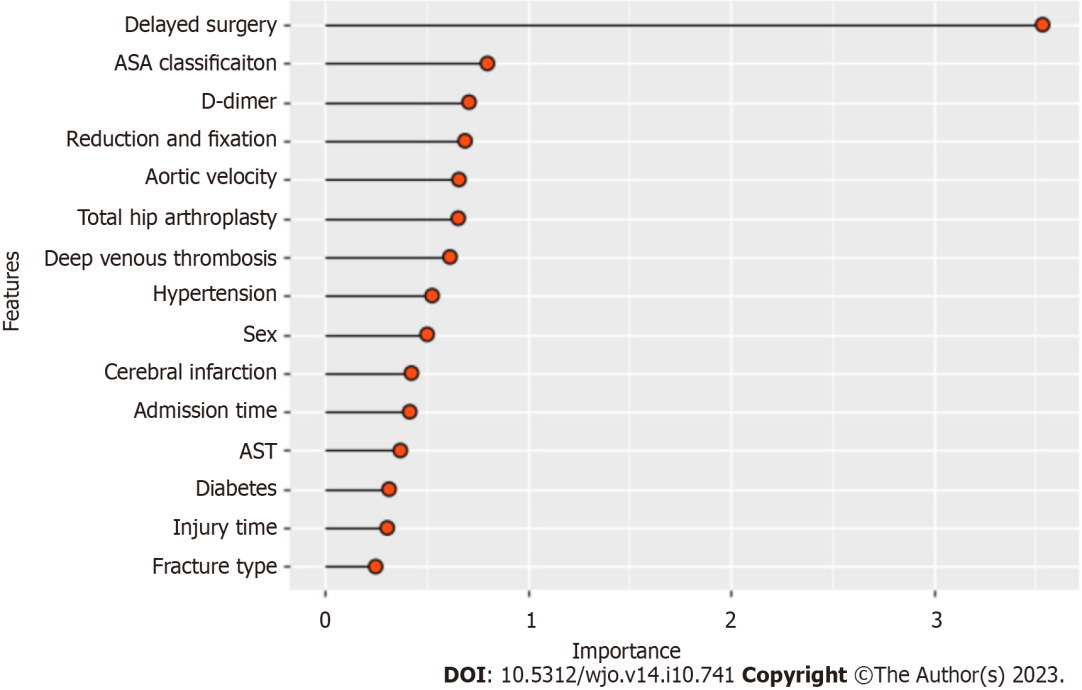 Delayed surgery
ASA classificaiton
D-dimer
Reduction and fixation
Aortic velocity
Total hip arthroplasty
Deep venous thrombosis
Hypertension
Sex
Cerebral infarction
Admission time
AST
Diabetes
Injury time
Fracture type
Features
0 1 2 3
Importance
DOI: 10.5312/wjo.v14.i10.741 Copyright ©The Author(s) 2023.